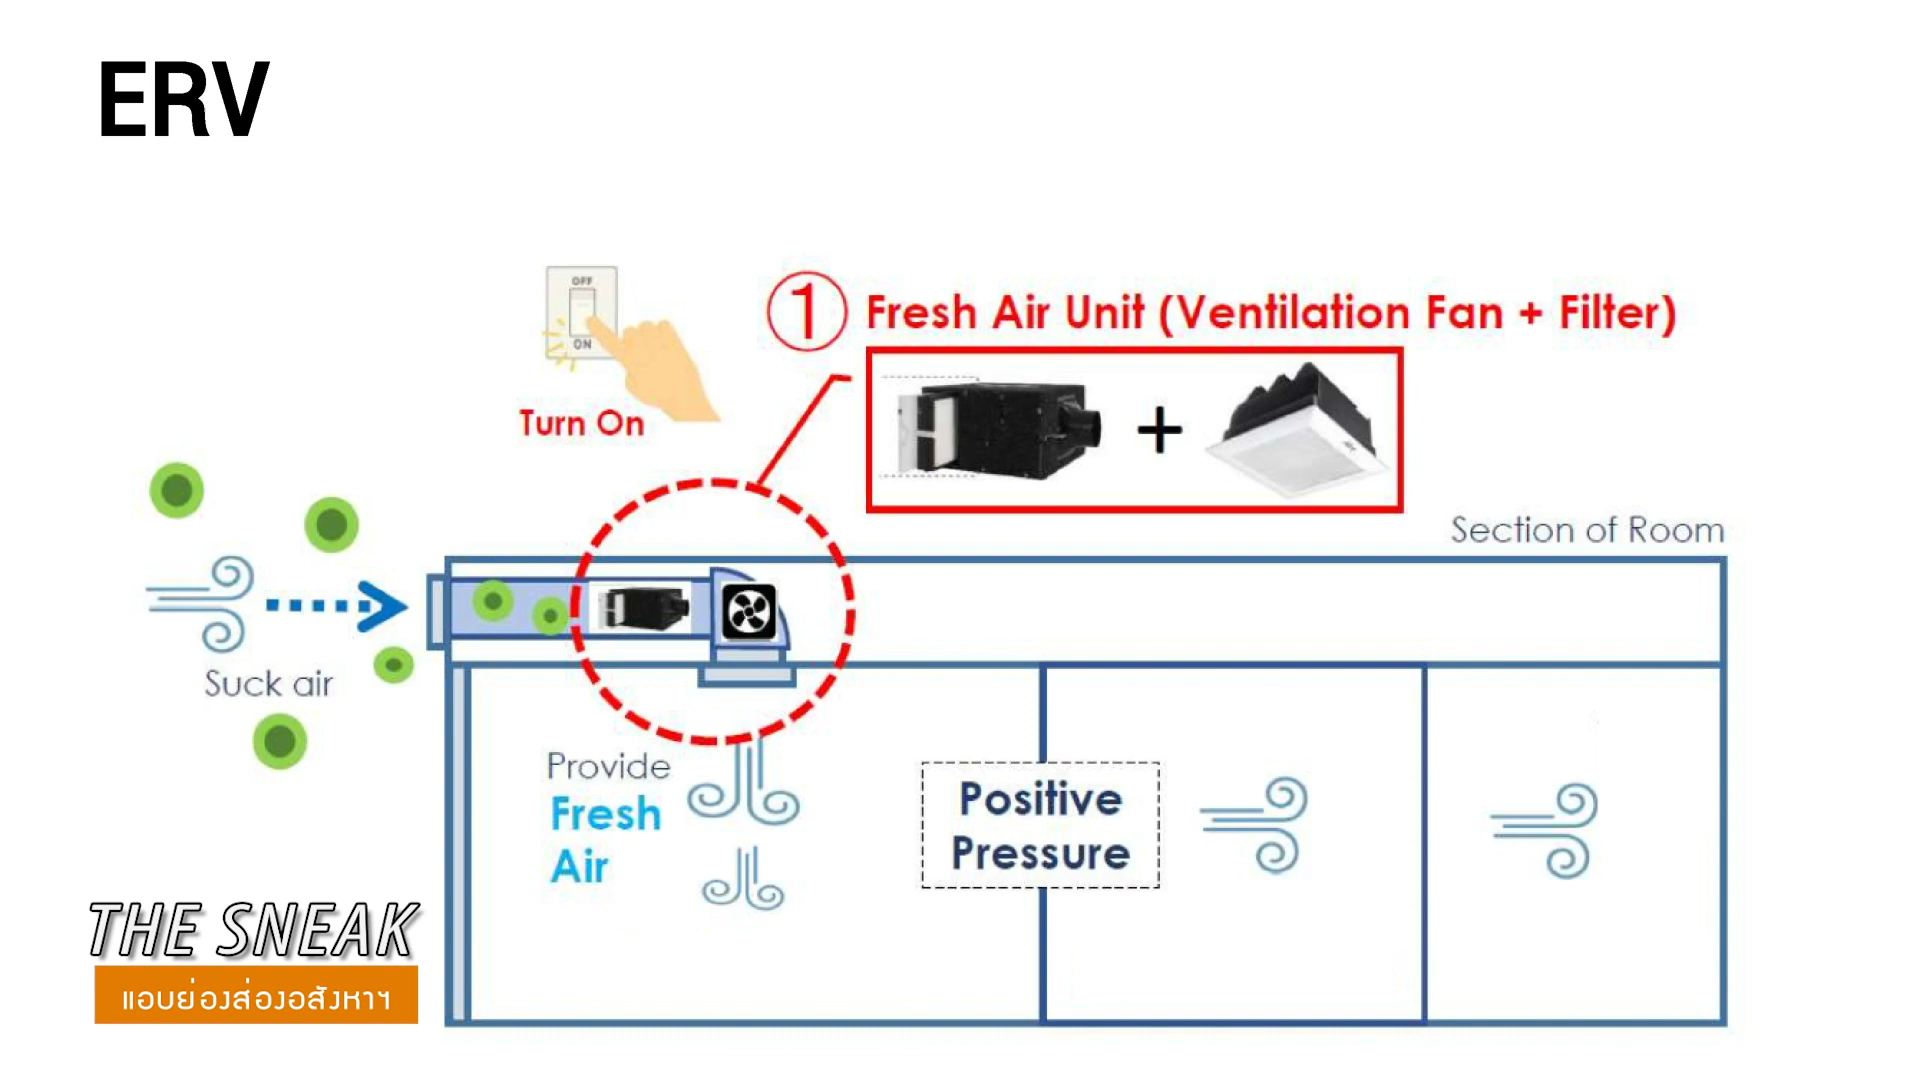 ERV
OFF
ON
Turn On
1 Fresh Air Unit (Ventilation Fan + Filter)
+
Section of Room
Suck air
Provide
Fresh
Air
Positive
Pressure
THE SNEAK
แอบย่องส่องอสังหาฯ